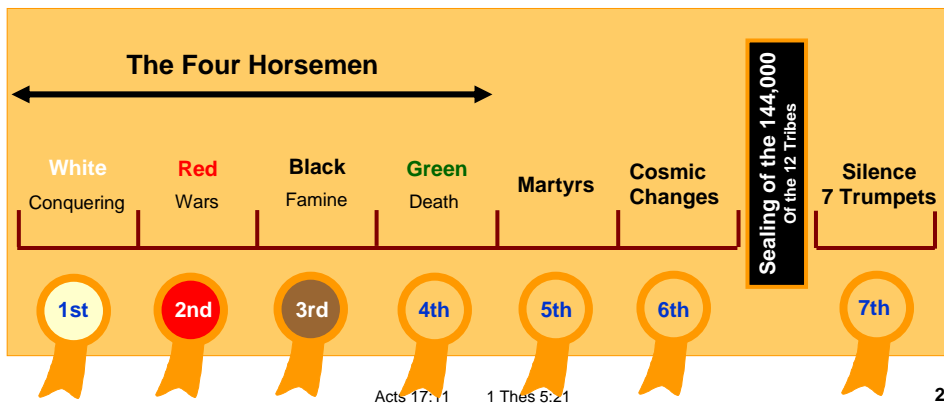 The Four Horsemen
White
Conquering
Red
Wars
Black
Famine
Green
Death
Martyrs
Cosmic
Changes
Sealing of the 144,000
Of the 12 Tribes
Silence
7 Trumpets
1st
2nd
3rd
4th
5th
6th
7th
Acts 17:11 1 Thes 5:21
2